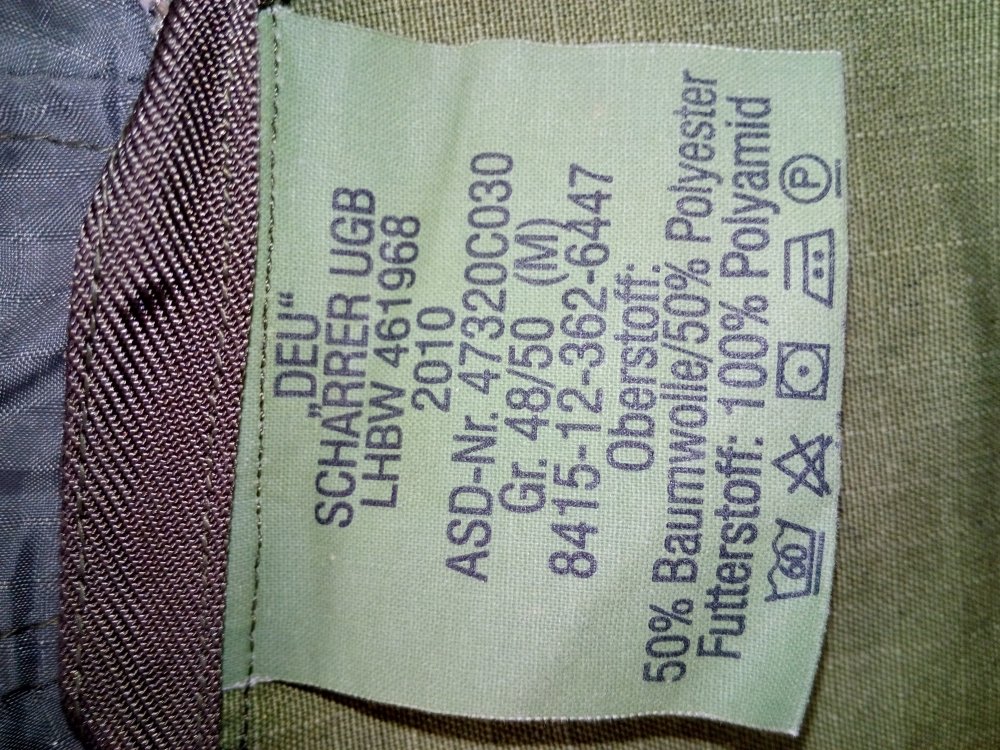 „DEU“
SCHÄRRER UGB
LHBW 461968
2010
ASD-Nr. 47320C030
Gr. 48/50 (M)
8415-12-362-6447
Oberstoff:
50% Baumwolle/50% Polyester
Futterstoff: 100% Polyamid
60 P